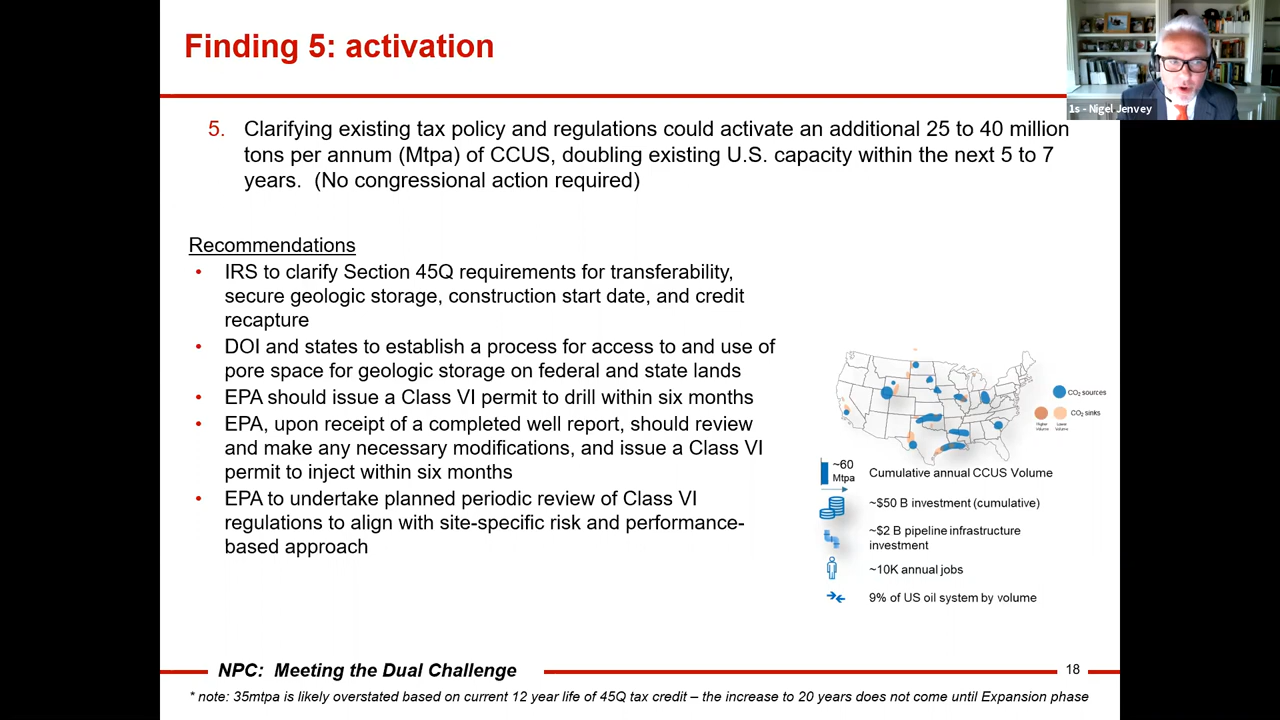 Finding 5: activation
1s - Nigel Jenvey
5. Clarifying existing tax policy and regulations could activate an additional 25 to 40 million
tons per annum (Mtpa) of CCUS, doubling existing U.S. capacity within the next 5 to 7
years. (No congressional action required)
Recommendations
• IRS to clarify Section 45Q requirements for transferability,
secure geologic storage, construction start date, and credit
recapture
• DOI and states to establish a process for access to and use of
pore space for geologic storage on federal and state lands
• EPA should issue a Class VI permit to drill within six months
• EPA, upon receipt of a completed well report, should review
and make any necessary modifications, and issue a Class VI
permit to inject within six months
• EPA to undertake planned periodic review of Class VI
regulations to align with site-specific risk and performance-
based approach
CO₂ sources
CO₂ sinks
Higher Volume
Lower Volume
~60 Mtpa
Cumulative annual CCUS Volume
~$50 B investment (cumulative)
~$2 B pipeline infrastructure
investment
~10K annual jobs
9% of US oil system by volume
NPC: Meeting the Dual Challenge
18
* note: 35mtpa is likely overstated based on current 12 year life of 45Q tax credit – the increase to 20 years does not come until Expansion phase